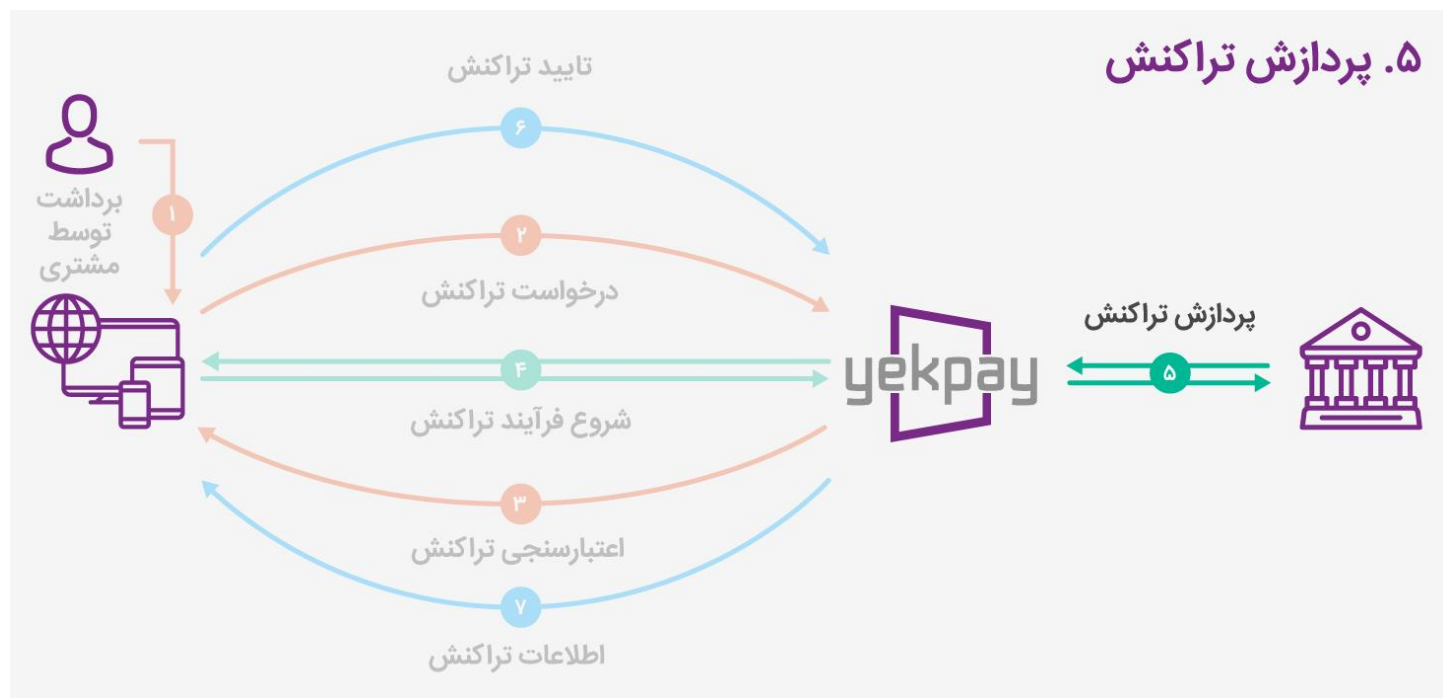 ۵. پردازش تراکنش
تایید تراکنش
۶
برداشت
توسط
مشتری
۱
۲
درخواست تراکنش
پردازش تراکنش
yekpay
۵
۴
شروع فرآیند تراکنش
۳
اعتبارسنجی تراکنش
۷
اطلاعات تراکنش